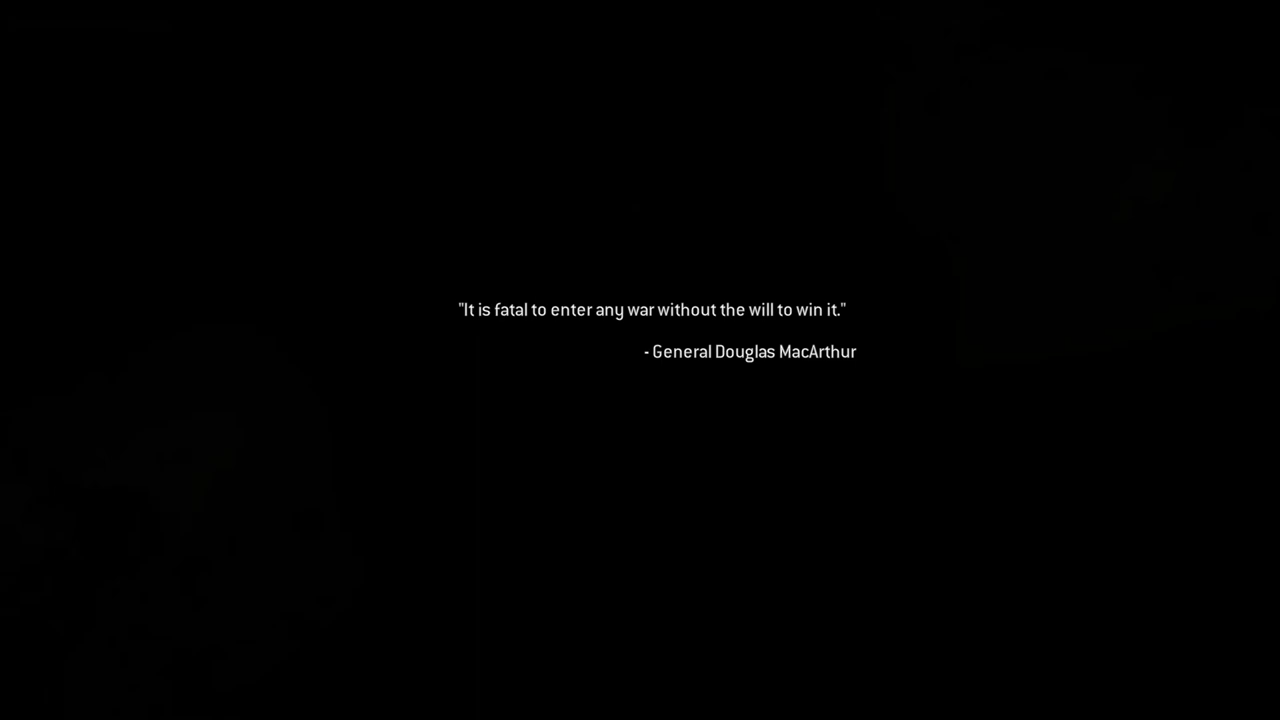 "It is fatal to enter any war without the will to win it."
- General Douglas MacArthur